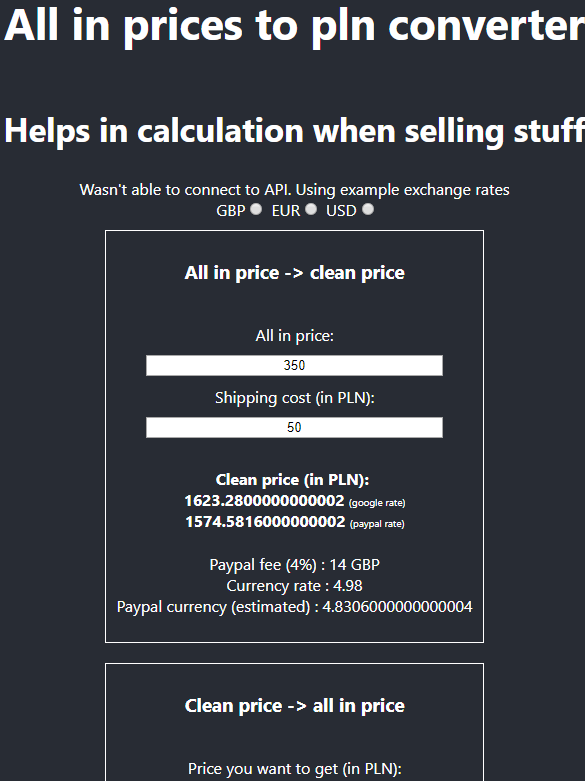 All in prices to pln converter
Helps in calculation when selling stuff
Wasn't able to connect to API. Using example exchange rates
GBP EUR USD
All in price -> clean price
All in price:
350
Shipping cost (in PLN):
50
Clean price (in PLN):
1623.2800000000002 (google rate)
1574.5816000000002 (paypal rate)
Paypal fee (4%) : 14 GBP
Currency rate : 4.98
Paypal currency (estimated) : 4.8306000000000004
Clean price -> all in price
Price you want to get (in PLN):